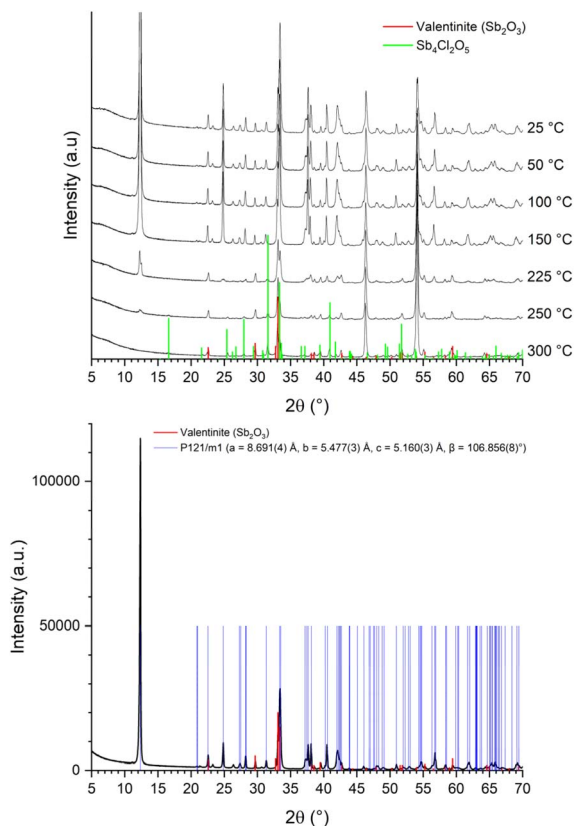 Valentinite (Sb₂O₃)
Sb₄Cl₂O₅
25 °C
50 °C
100 °C
150 °C
225 °C
250 °C
300 °C
Intensity (a.u)
5 10 15 20 25 30 35 40 45 50 55 60 65 70
2θ (°)
Valentinite (Sb₂O₃)
P121/m1 (a = 8.691(4) Å, b = 5.477(3) Å, c = 5.160(3) Å, β = 106.856(8)°)
100000
50000
0
Intensity (a.u.)
5 10 15 20 25 30 35 40 45 50 55 60 65 70
2θ (°)